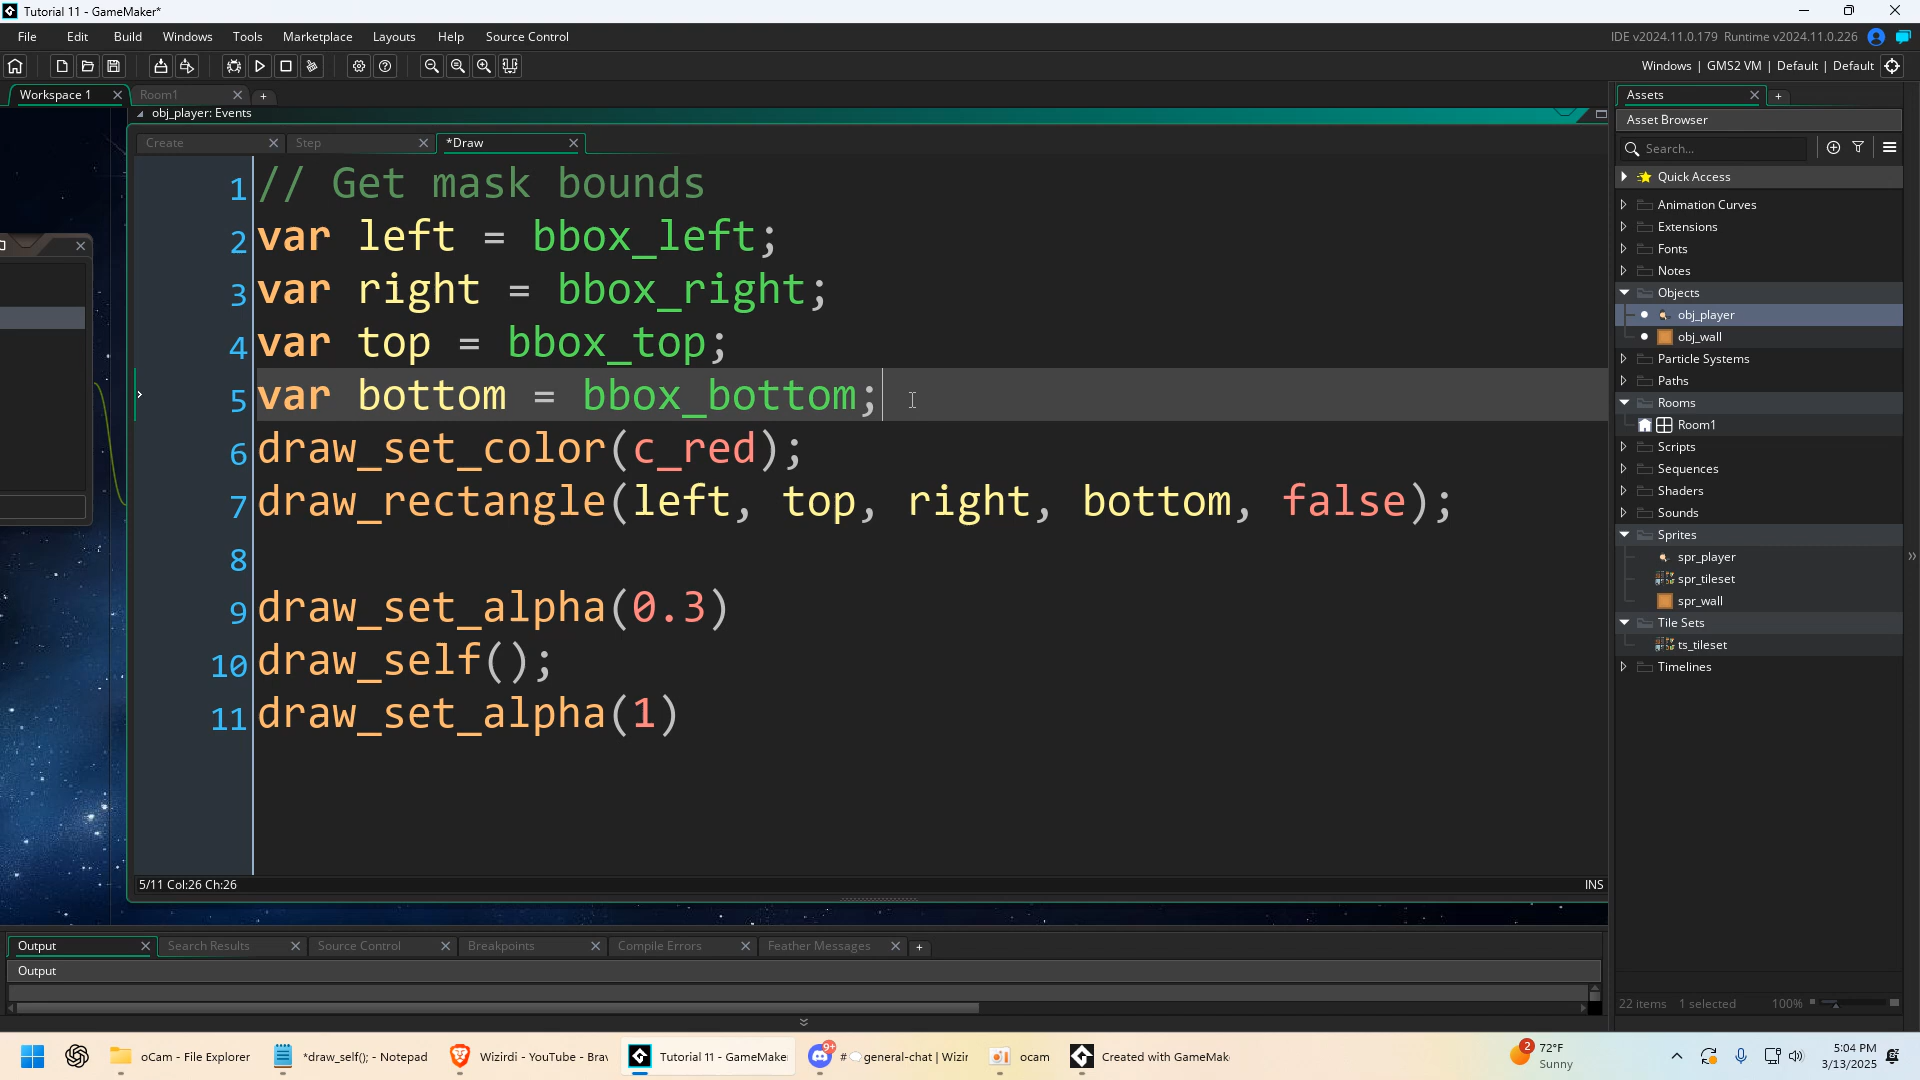 Tutorial 11 - GameMaker*
File Edit Build Windows Tools Marketplace Layouts Help Source Control
IDE v2024.11.0.179 Runtime v2024.11.0.226
Windows | GMS2 VM | Default | Default
Workspace 1
Room1
Assets
obj_player: Events
Asset Browser
Create
Step
*Draw
Search...
1 // Get mask bounds
2 var left = bbox_left;
3 var right = bbox_right;
4 var top = bbox_top;
5 var bottom = bbox_bottom;
6 draw_set_color(c_red);
7 draw_rectangle(left, top, right, bottom, false);
8
9 draw_set_alpha(0.3)
10 draw_self();
11 draw_set_alpha(1)
5/11 Col:26 Ch:26
INS
Quick Access
Animation Curves
Extensions
Fonts
Notes
Objects
obj_player
obj_wall
Particle Systems
Paths
Rooms
Room1
Scripts
Sequences
Shaders
Sounds
Sprites
spr_player
spr_tileset
spr_wall
Tile Sets
ts_tileset
Timelines
22 items 1 selected 100%
Output
Search Results
Source Control
Breakpoints
Compile Errors
Feather Messages
Output
oCam - File Explorer
*draw_self(); - Notepad
Wizirdi - YouTube - Brav
Tutorial 11 - GameMake
9+
general-chat | Wizir
ocam
Created with GameMak
2
72°F
Sunny
5:04 PM
3/13/2025